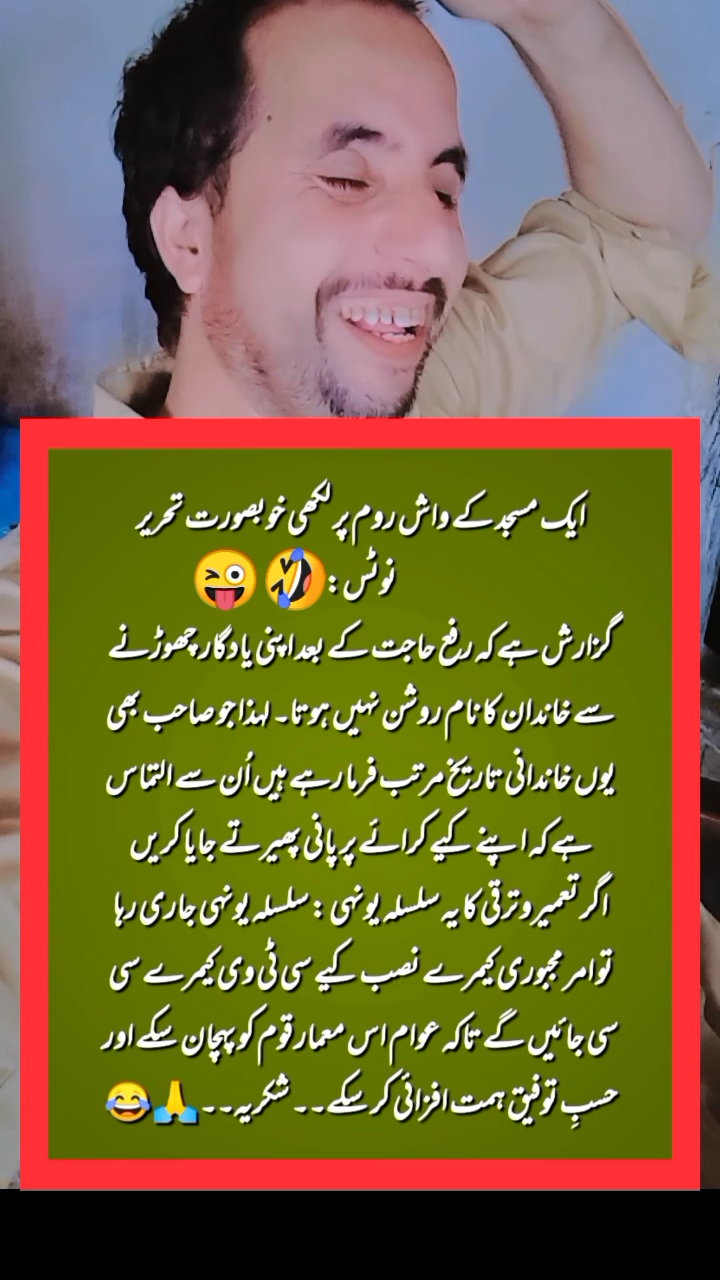 ایک مسجد کے واش روم پر لکھی خوبصورت تحریر
نوٹس :🤣😜
گزارش ہے کہ رفع حاجت کے بعد اپنی یادگار چھوڑنے
سے خاندان کا نام روشن نہیں ہوتا۔ لہذا جو صاحب بھی
یوں خاندانی تاریخ مرتب فرما رہے ہیں اُن سے التماس
ہے کہ اپنے کیے کرائے پر پانی پھیرتے جایا کریں
اگر تعمیر و ترقی کا یہ سلسلہ یونہی : سلسلہ یونہی جاری رہا
تو امر مجبوری کیمرے نصب کیے سی ٹی وی کیمرے سی
سی جائیں گے تاکہ عوام اس معمار قوم کو پہچان سکے اور
حسبِ توفیق ہمت افزائی کر سکے۔۔ شکریہ۔۔🙏😂